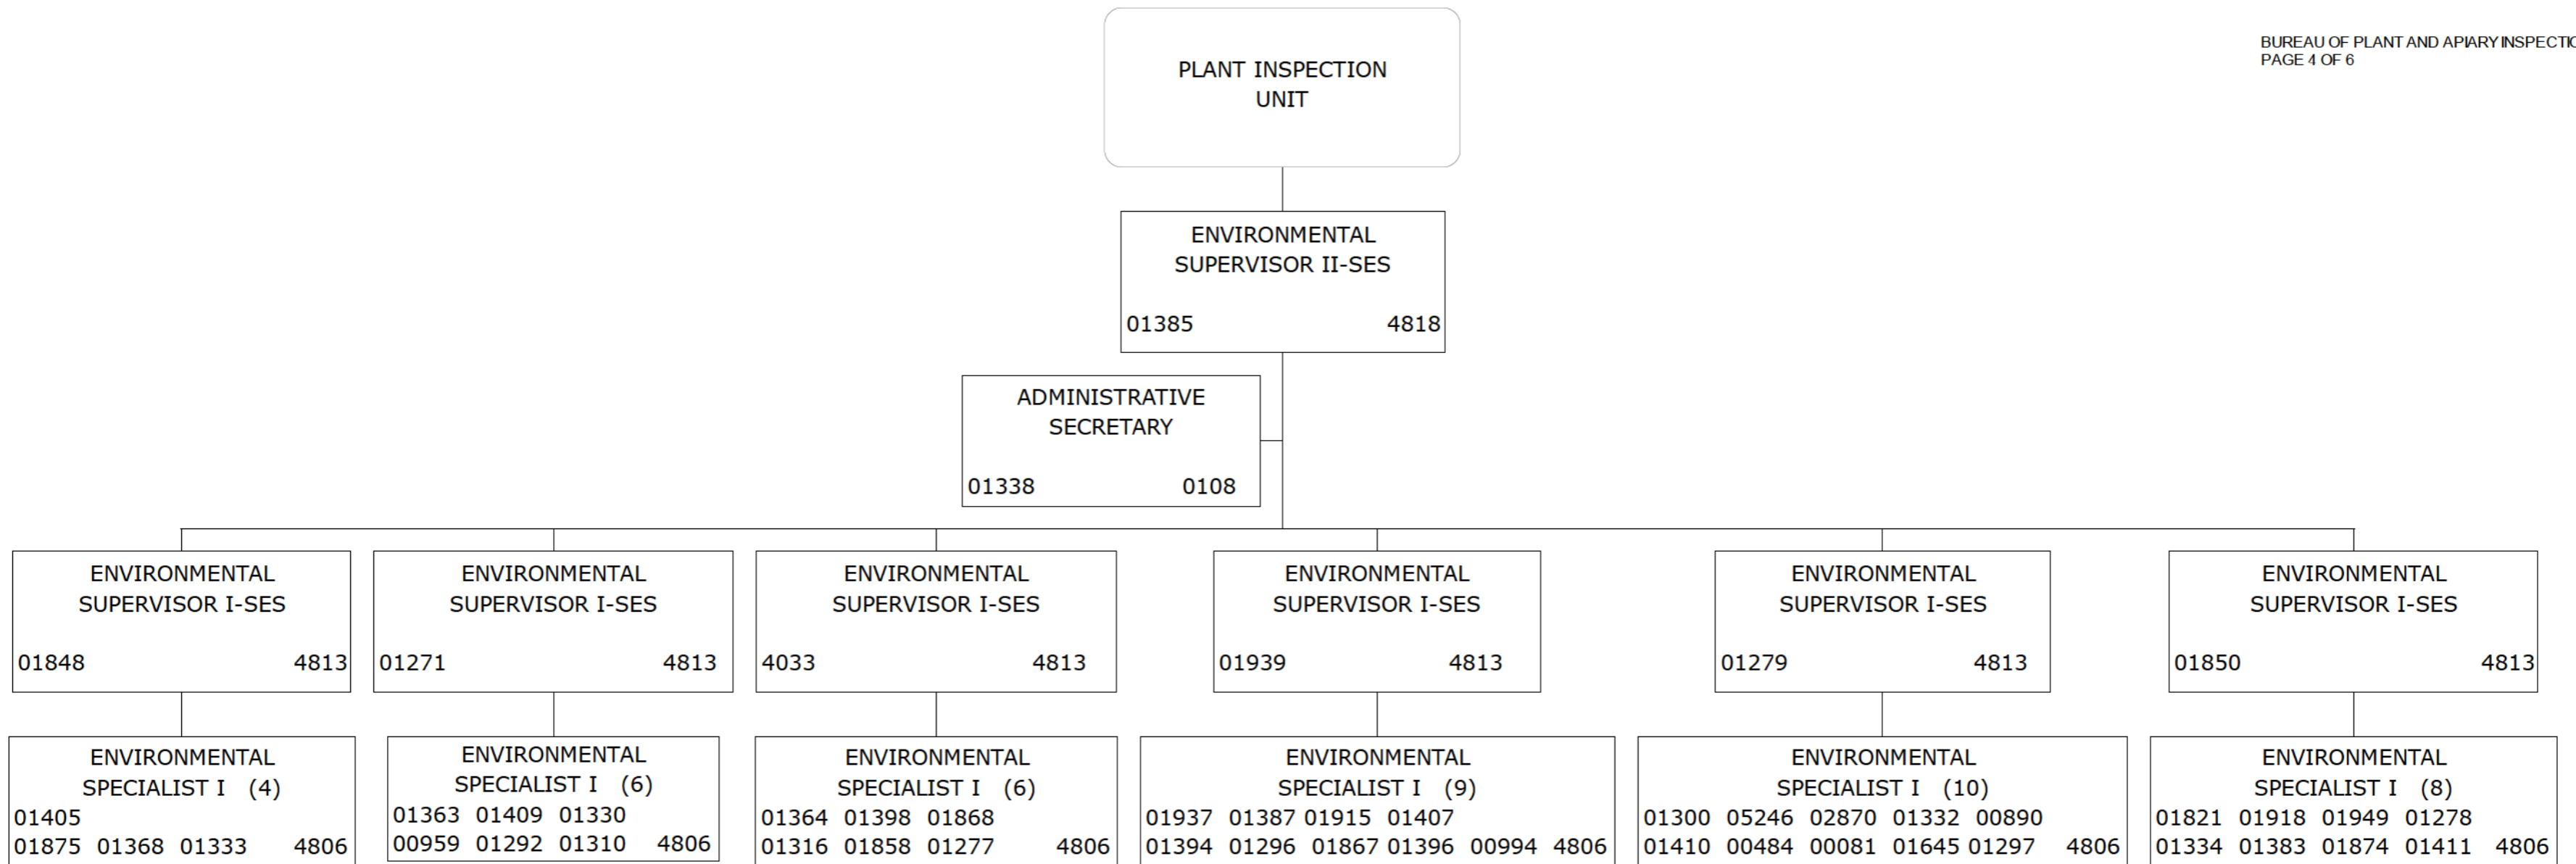 BUREAU OF PLANT AND APIARY INSPECTIO
PAGE 4 OF 6
PLANT INSPECTION
UNIT
ENVIRONMENTAL
SUPERVISOR II-SES
01385 4818
ADMINISTRATIVE
SECRETARY
01338 0108
ENVIRONMENTAL
SUPERVISOR I-SES
01848 4813
ENVIRONMENTAL
SUPERVISOR I-SES
01271 4813
ENVIRONMENTAL
SUPERVISOR I-SES
4033 4813
ENVIRONMENTAL
SUPERVISOR I-SES
01939 4813
ENVIRONMENTAL
SUPERVISOR I-SES
01279 4813
ENVIRONMENTAL
SUPERVISOR I-SES
01850 4813
ENVIRONMENTAL
SPECIALIST I (4)
01405
01875 01368 01333 4806
ENVIRONMENTAL
SPECIALIST I (6)
01363 01409 01330
00959 01292 01310 4806
ENVIRONMENTAL
SPECIALIST I (6)
01364 01398 01868
01316 01858 01277 4806
ENVIRONMENTAL
SPECIALIST I (9)
01937 01387 01915 01407
01394 01296 01867 01396 00994 4806
ENVIRONMENTAL
SPECIALIST I (10)
01300 05246 02870 01332 00890
01410 00484 00081 01645 01297 4806
ENVIRONMENTAL
SPECIALIST I (8)
01821 01918 01949 01278
01334 01383 01874 01411 4806